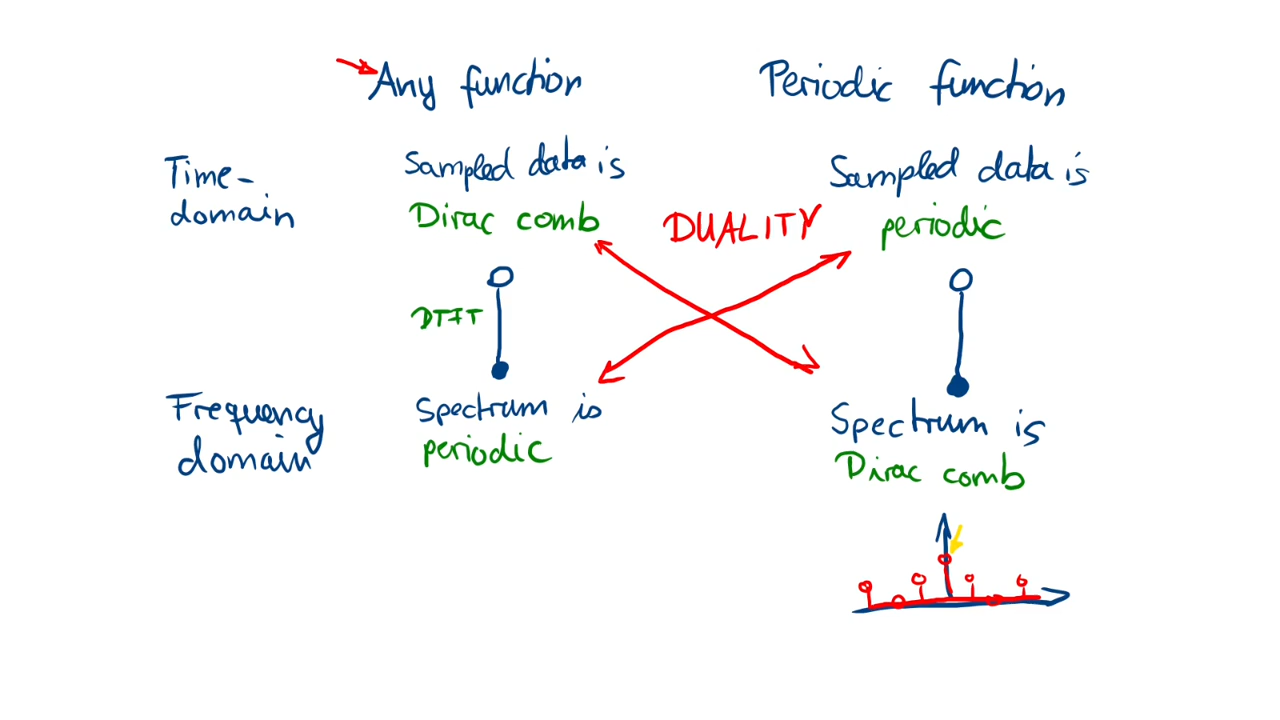 Any function
Periodic function
Time-
domain
Sampled data is
Dirac comb
DUALITY
Sampled data is
periodic
DTFT
Frequency
domain
Spectrum is
periodic
Spectrum is
Dirac comb